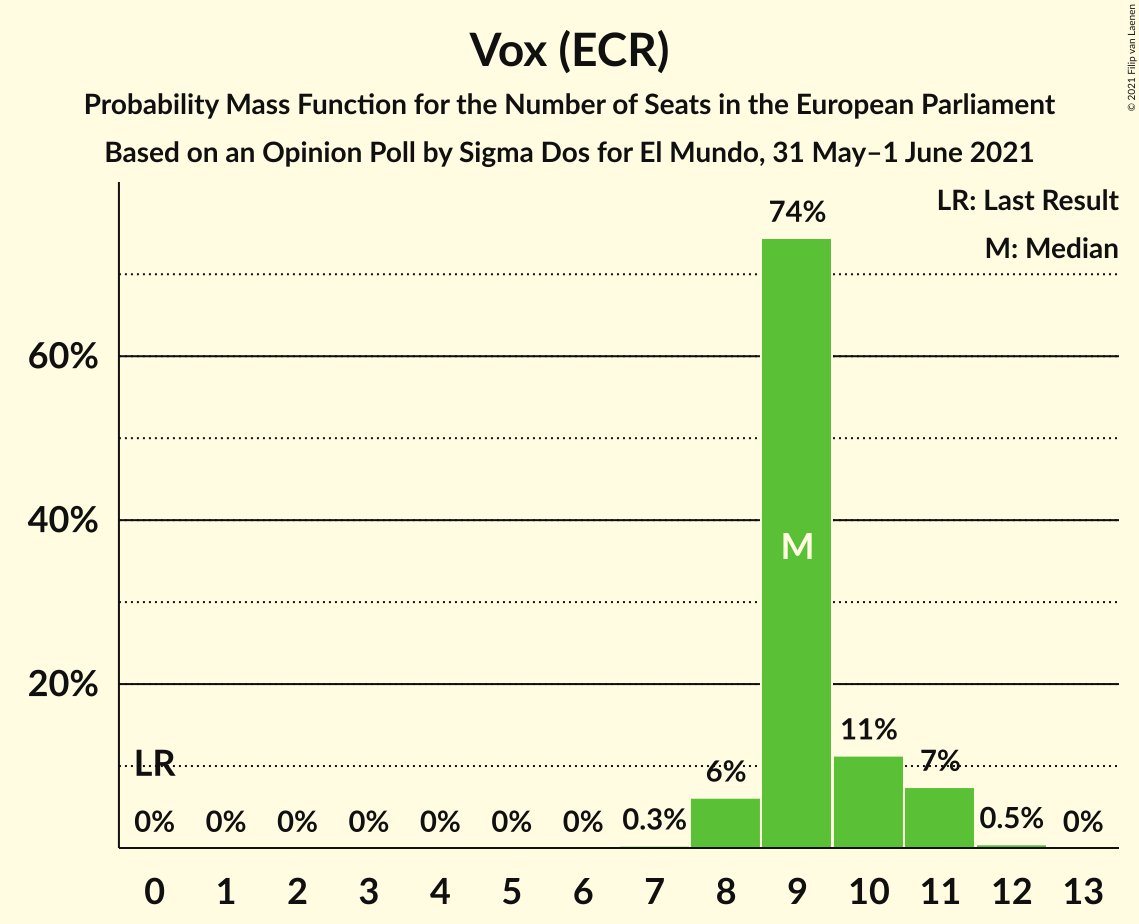 Vox (ECR)
Probability Mass Function for the Number of Seats in the European Parliament
Based on an Opinion Poll by Sigma Dos for El Mundo, 31 May–1 June 2021
© 2021 Filip van Laenen
LR: Last Result
M: Median
74%
60%
40%
M
20%
11%
LR
6%
7%
0% 0% 0% 0% 0% 0% 0% 0.3% 0.5% 0%
0 1 2 3 4 5 6 7 8 9 10 11 12 13